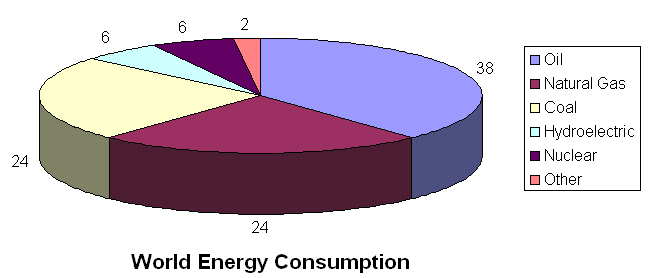 2
6
6
38
24
24
Oil
Natural Gas
Coal
Hydroelectric
Nuclear
Other
World Energy Consumption